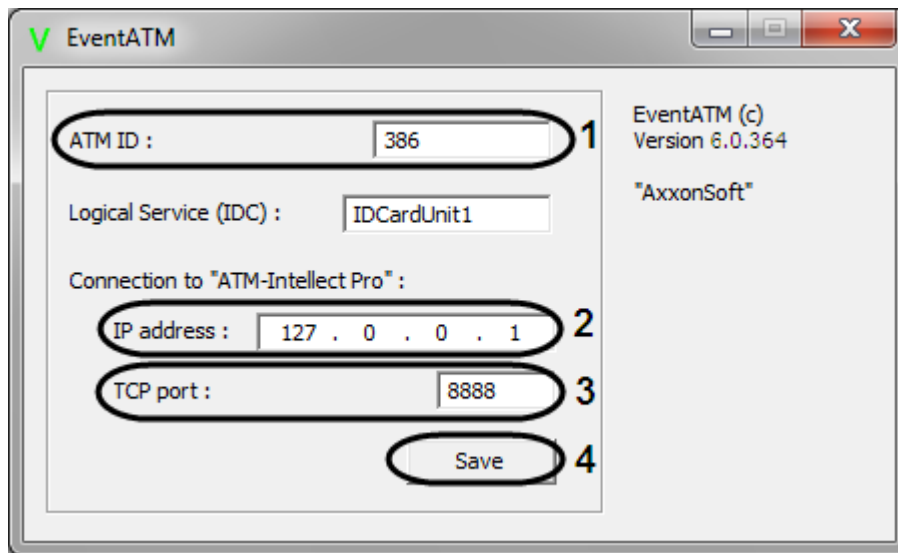 V EventATM
ATM ID : 386 1
EventATM (c)
Version 6.0.364
"AxxonSoft"
Logical Service (IDC) : IDCardUnit1
Connection to "ATM-Intellect Pro" :
IP address : 127 . 0 . 0 . 1 2
TCP port : 8888 3
Save 4